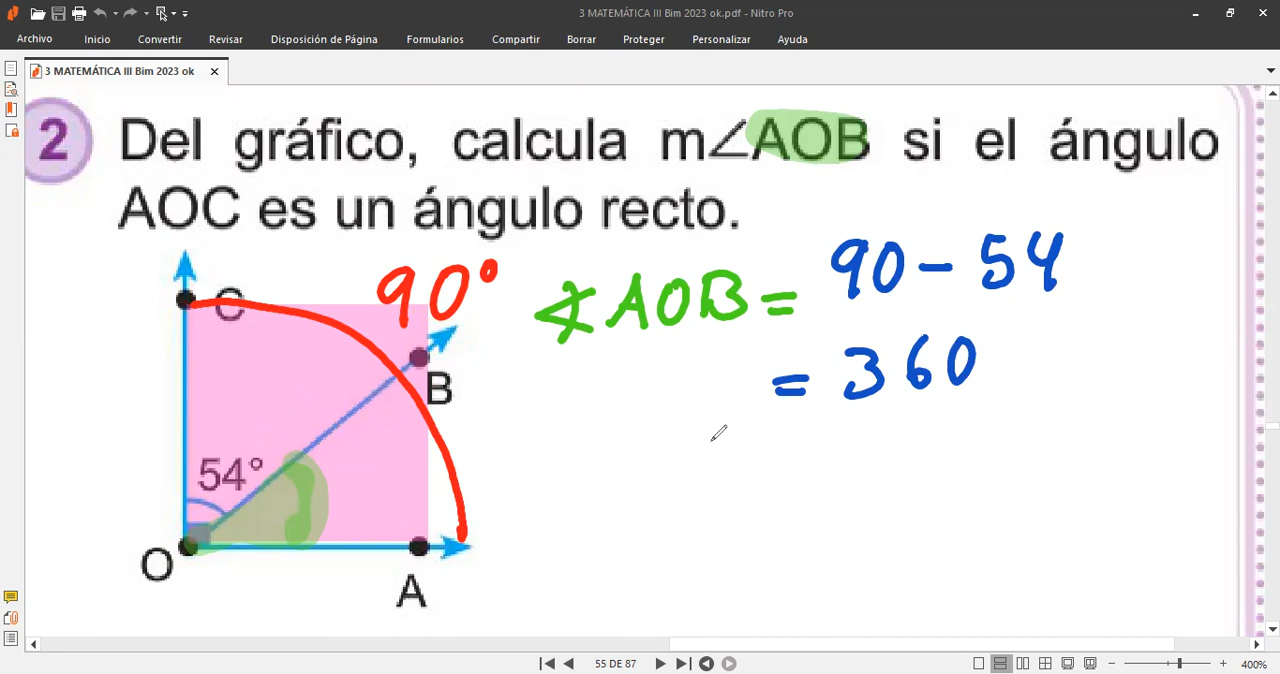 3 MATEMÁTICA III Bim 2023 ok.pdf - Nitro Pro
Archivo Inicio Convertir Revisar Disposición de Página Formularios Compartir Borrar Proteger Personalizar Ayuda
3 MATEMÁTICA III Bim 2023 ok
2 Del gráfico, calcula m∠AOB si el ángulo
AOC es un ángulo recto.
90°
C
∢ AOB = 90 - 54
= 360
B
54°
O
A
55 DE 87
400%